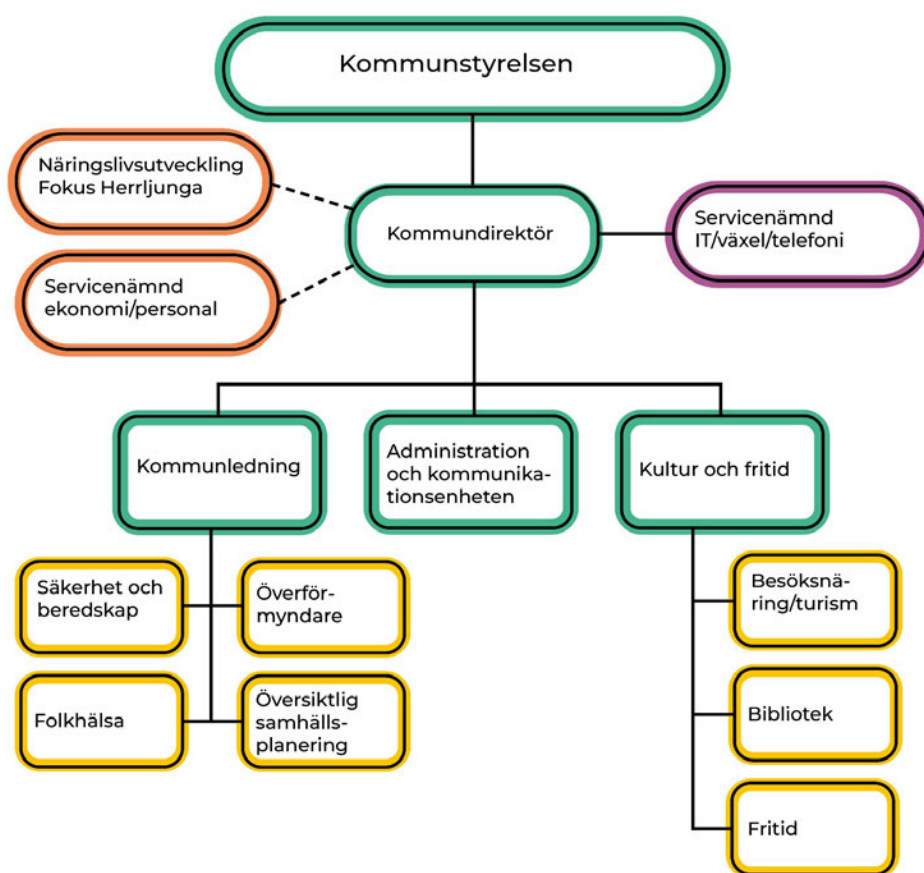 Kommunstyrelsen
Näringslivsutveckling
Fokus Herrljunga
Kommundirektör
Servicenämnd
IT/växel/telefoni
Servicenämnd
ekonomi/personal
Kommunledning
Administration
och kommunika-
tionsenheten
Kultur och fritid
Säkerhet och
beredskap
Överför-
myndare
Besöksnä-
ring/turism
Folkhälsa
Översiktlig
samhälls-
planering
Bibliotek
Fritid